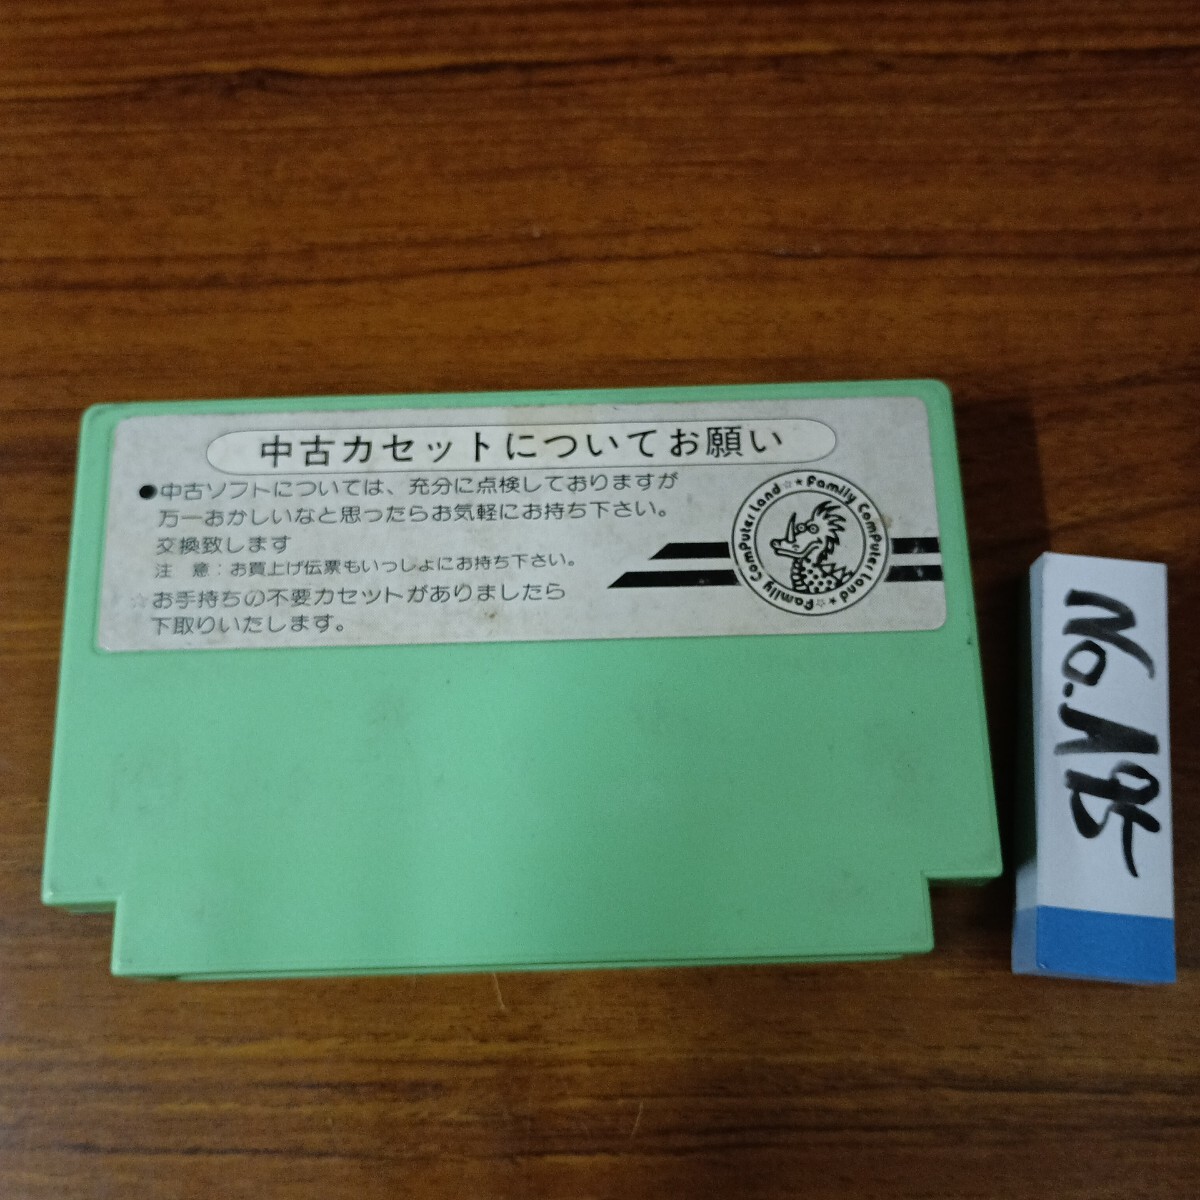 中古カセットについてお願い
●中古ソフトについては、充分に点検しておりますが
万一おかしいなと思ったらお気軽にお持ち下さい。
交換致します
注　意：お買上げ伝票もいっしょにお持ち下さい。
☆お手持ちの不要カセットがありましたら
下取りいたします。
☆★Family Computer Land★☆Family Computer Land
No.A95